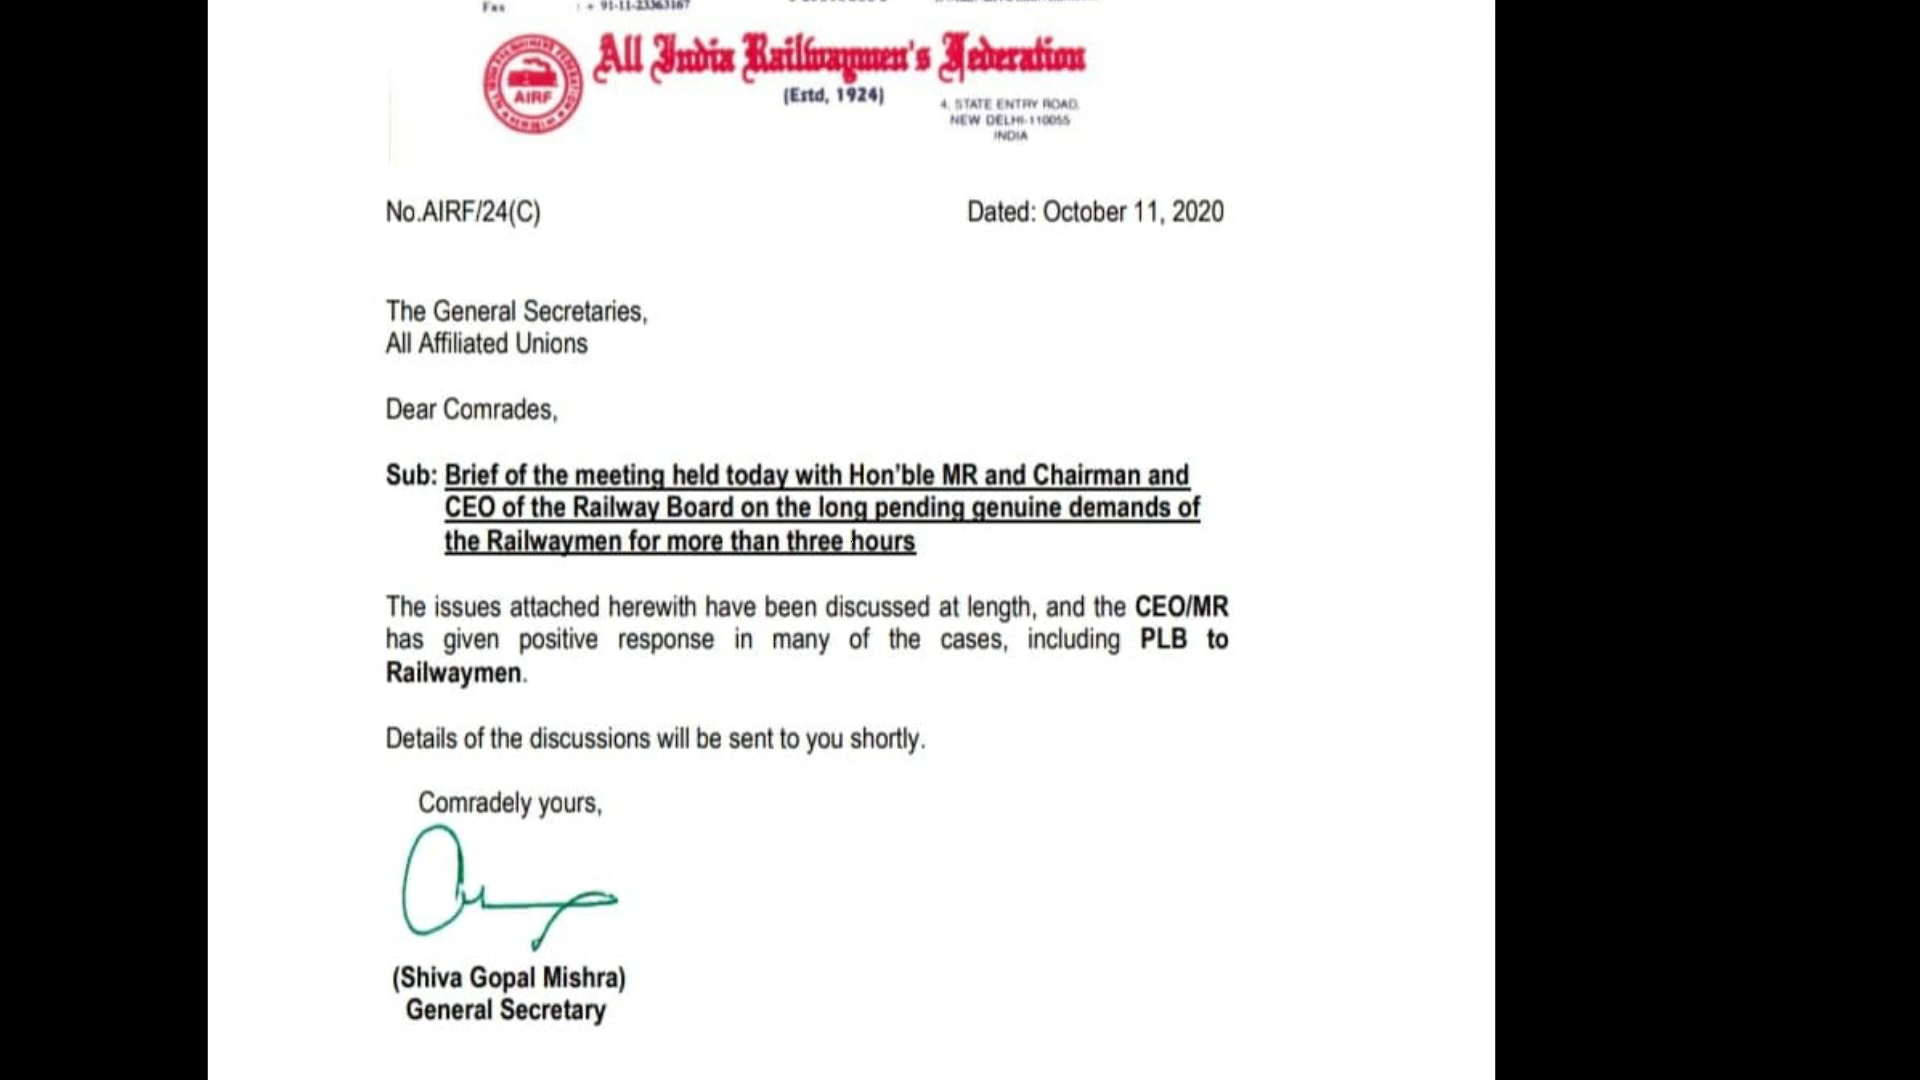 Fax : + 91-11-23363167
All India Railwaymen's Federation
AIRF
(Estd, 1924)
4, STATE ENTRY ROAD,
NEW DELHI-110055
INDIA
No.AIRF/24(C) Dated: October 11, 2020
The General Secretaries,
All Affiliated Unions
Dear Comrades,
Sub: Brief of the meeting held today with Hon'ble MR and Chairman and
CEO of the Railway Board on the long pending genuine demands of
the Railwaymen for more than three hours
The issues attached herewith have been discussed at length, and the CEO/MR
has given positive response in many of the cases, including PLB to
Railwaymen.
Details of the discussions will be sent to you shortly.
Comradely yours,
(Shiva Gopal Mishra)
General Secretary